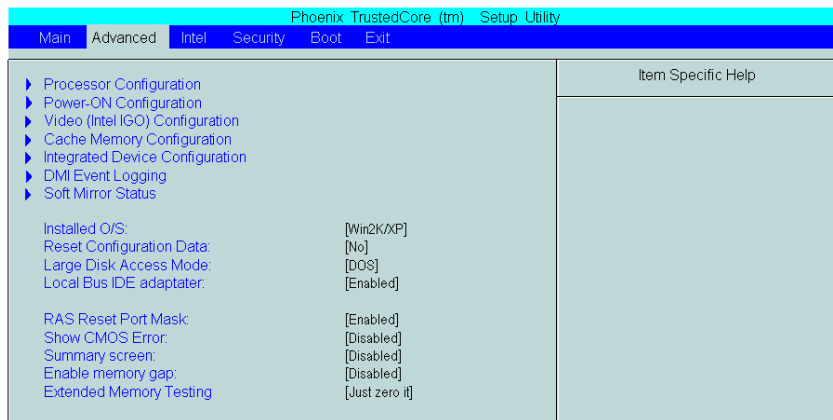 Phoenix TrustedCore (tm) Setup Utility
Main Advanced Intel Security Boot Exit
Item Specific Help
Processor Configuration
Power-ON Configuration
Video (Intel IGO) Configuration
Cache Memory Configuration
Integrated Device Configuration
DMI Event Logging
Soft Mirror Status
Installed O/S: [Win2K/XP]
Reset Configuration Data: [No]
Large Disk Access Mode: [DOS]
Local Bus IDE adaptater: [Enabled]
RAS Reset Port Mask: [Enabled]
Show CMOS Error: [Disabled]
Summary screen: [Disabled]
Enable memory gap: [Disabled]
Extended Memory Testing [Just zero it]